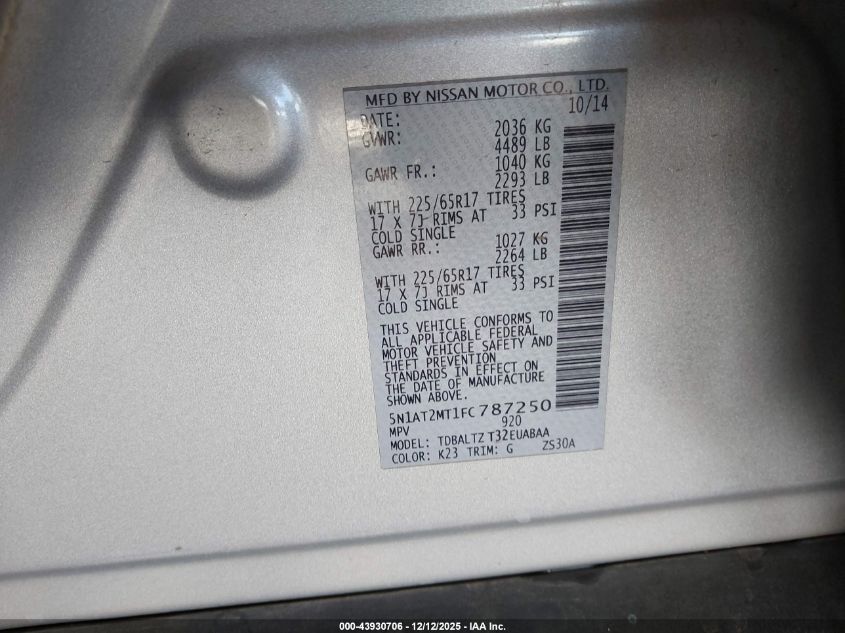 MFD BY NISSAN MOTOR CO., LTD.
DATE: 10/14
GVWR: 2036 KG
4489 LB
GAWR FR.: 1040 KG
2293 LB
WITH 225/65R17 TIRES
17 X 7J RIMS AT 33 PSI
COLD SINGLE
GAWR RR.: 1027 KG
2264 LB
WITH 225/65R17 TIRES
17 X 7J RIMS AT 33 PSI
COLD SINGLE
THIS VEHICLE CONFORMS TO
ALL APPLICABLE FEDERAL
MOTOR VEHICLE SAFETY AND
THEFT PREVENTION
STANDARDS IN EFFECT ON
THE DATE OF MANUFACTURE
SHOWN ABOVE.
5N1AT2MT1FC787250
MPV 920
MODEL: TDBALTZ T32EUABAA
COLOR: K23 TRIM: G ZS30A
000-43930706 - 12/12/2025 - IAA Inc.